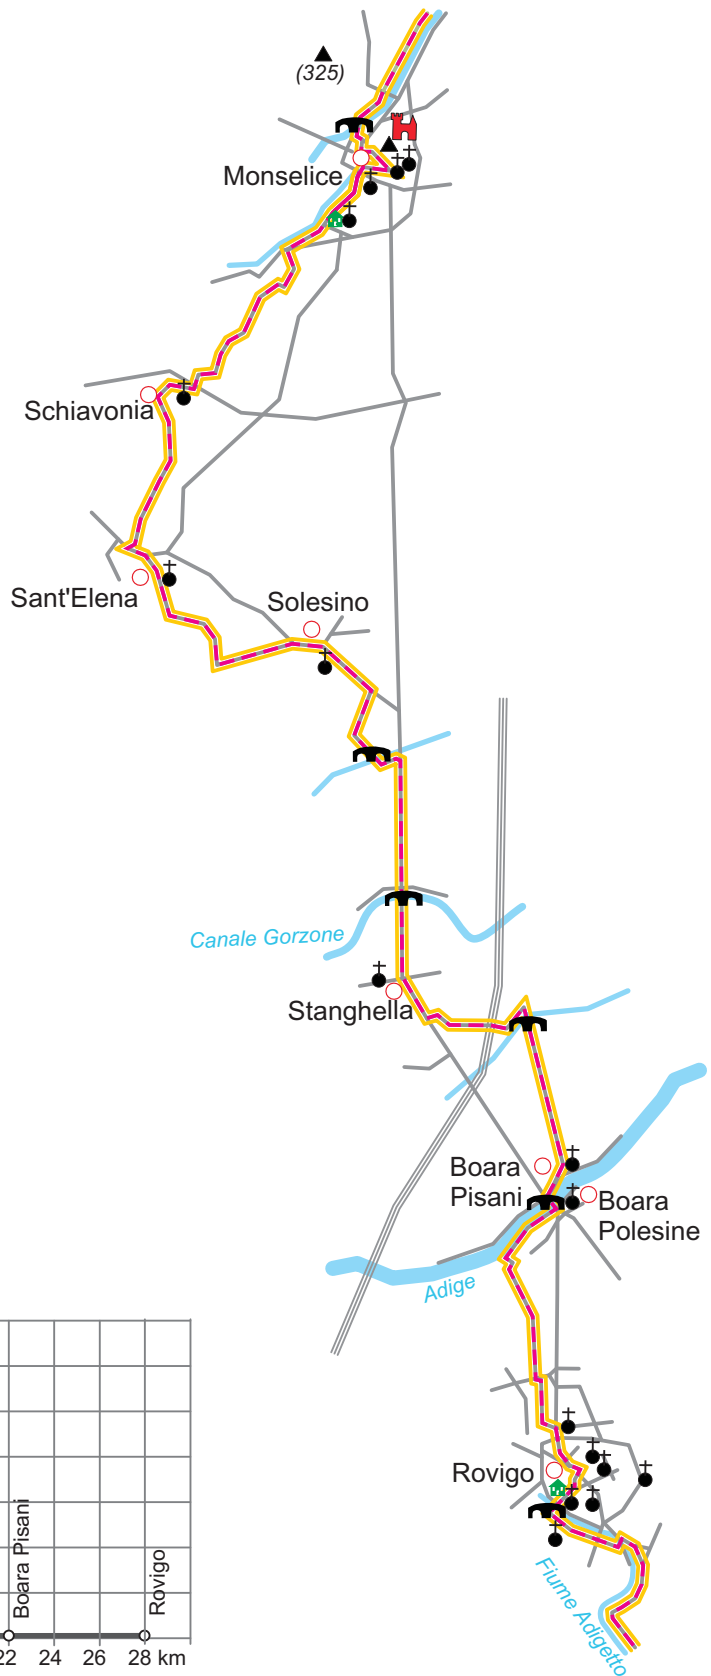 (325)
Monselice
Schiavonia
Sant'Elena
Solesino
Canale Gorzone
Stanghella
Boara
Pisani
Boara
Polesine
Adige
Rovigo
Fiume Adigetto
Boara Pisani
Rovigo
22 24 26 28 km